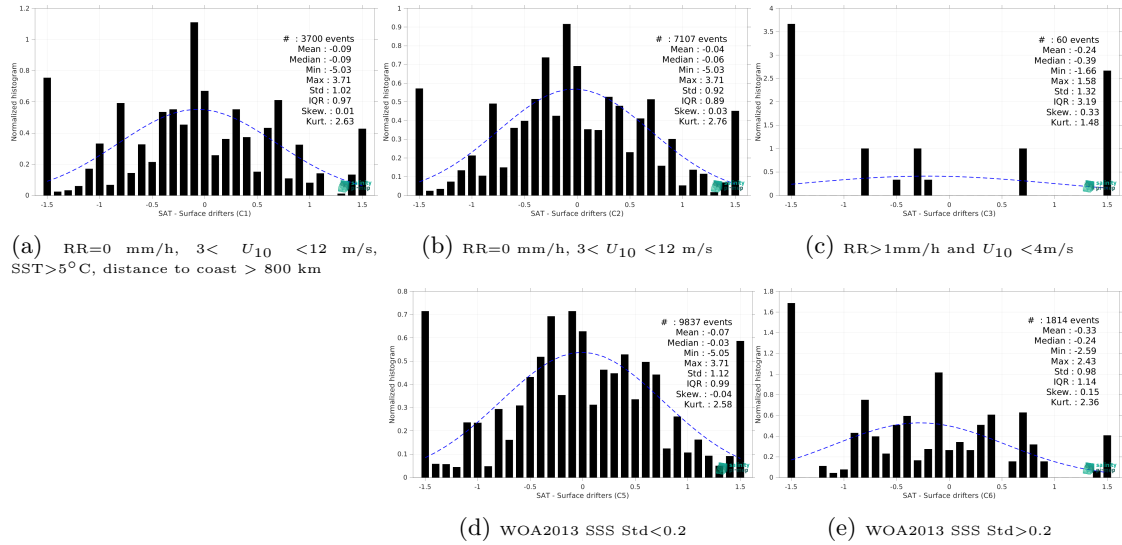 1.2
1
0.8
0.6
0.4
0.2
0
Normalized histogram
# : 3700 events
Mean : -0.09
Median : -0.09
Min : -5.03
Max : 3.71
Std : 1.02
IQR : 0.97
Skew. : 0.01
Kurt. : 2.63
-1.5 -1 -0.5 0 0.5 1 1.5
SAT - Surface drifters (C1)
(a) RR=0 mm/h, 3< U10 <12 m/s,
SST>5°C, distance to coast > 800 km
1
0.9
0.8
0.7
0.6
0.5
0.4
0.3
0.2
0.1
0
Normalized histogram
# : 7107 events
Mean : -0.04
Median : -0.06
Min : -5.03
Max : 3.71
Std : 0.92
IQR : 0.89
Skew. : 0.03
Kurt. : 2.76
-1.5 -1 -0.5 0 0.5 1 1.5
SAT - Surface drifters (C2)
(b) RR=0 mm/h, 3< U10 <12 m/s
4
3.5
3
2.5
2
1.5
1
0.5
0
Normalized histogram
# : 60 events
Mean : -0.24
Median : -0.39
Min : -1.66
Max : 1.58
Std : 1.32
IQR : 3.19
Skew. : 0.33
Kurt. : 1.48
-1.5 -1 -0.5 0 0.5 1 1.5
SAT - Surface drifters (C3)
(c) RR>1mm/h and U10 <4m/s
0.8
0.7
0.6
0.5
0.4
0.3
0.2
0.1
0
Normalized histogram
# : 9837 events
Mean : -0.07
Median : -0.03
Min : -5.05
Max : 3.71
Std : 1.12
IQR : 0.99
Skew. : -0.04
Kurt. : 2.58
-1.5 -1 -0.5 0 0.5 1 1.5
SAT - Surface drifters (C5)
(d) WOA2013 SSS Std<0.2
1.8
1.6
1.4
1.2
1
0.8
0.6
0.4
0.2
0
Normalized histogram
# : 1814 events
Mean : -0.33
Median : -0.24
Min : -2.59
Max : 2.43
Std : 0.98
IQR : 1.14
Skew. : 0.15
Kurt. : 2.36
-1.5 -1 -0.5 0 0.5 1 1.5
SAT - Surface drifters (C6)
(e) WOA2013 SSS Std>0.2